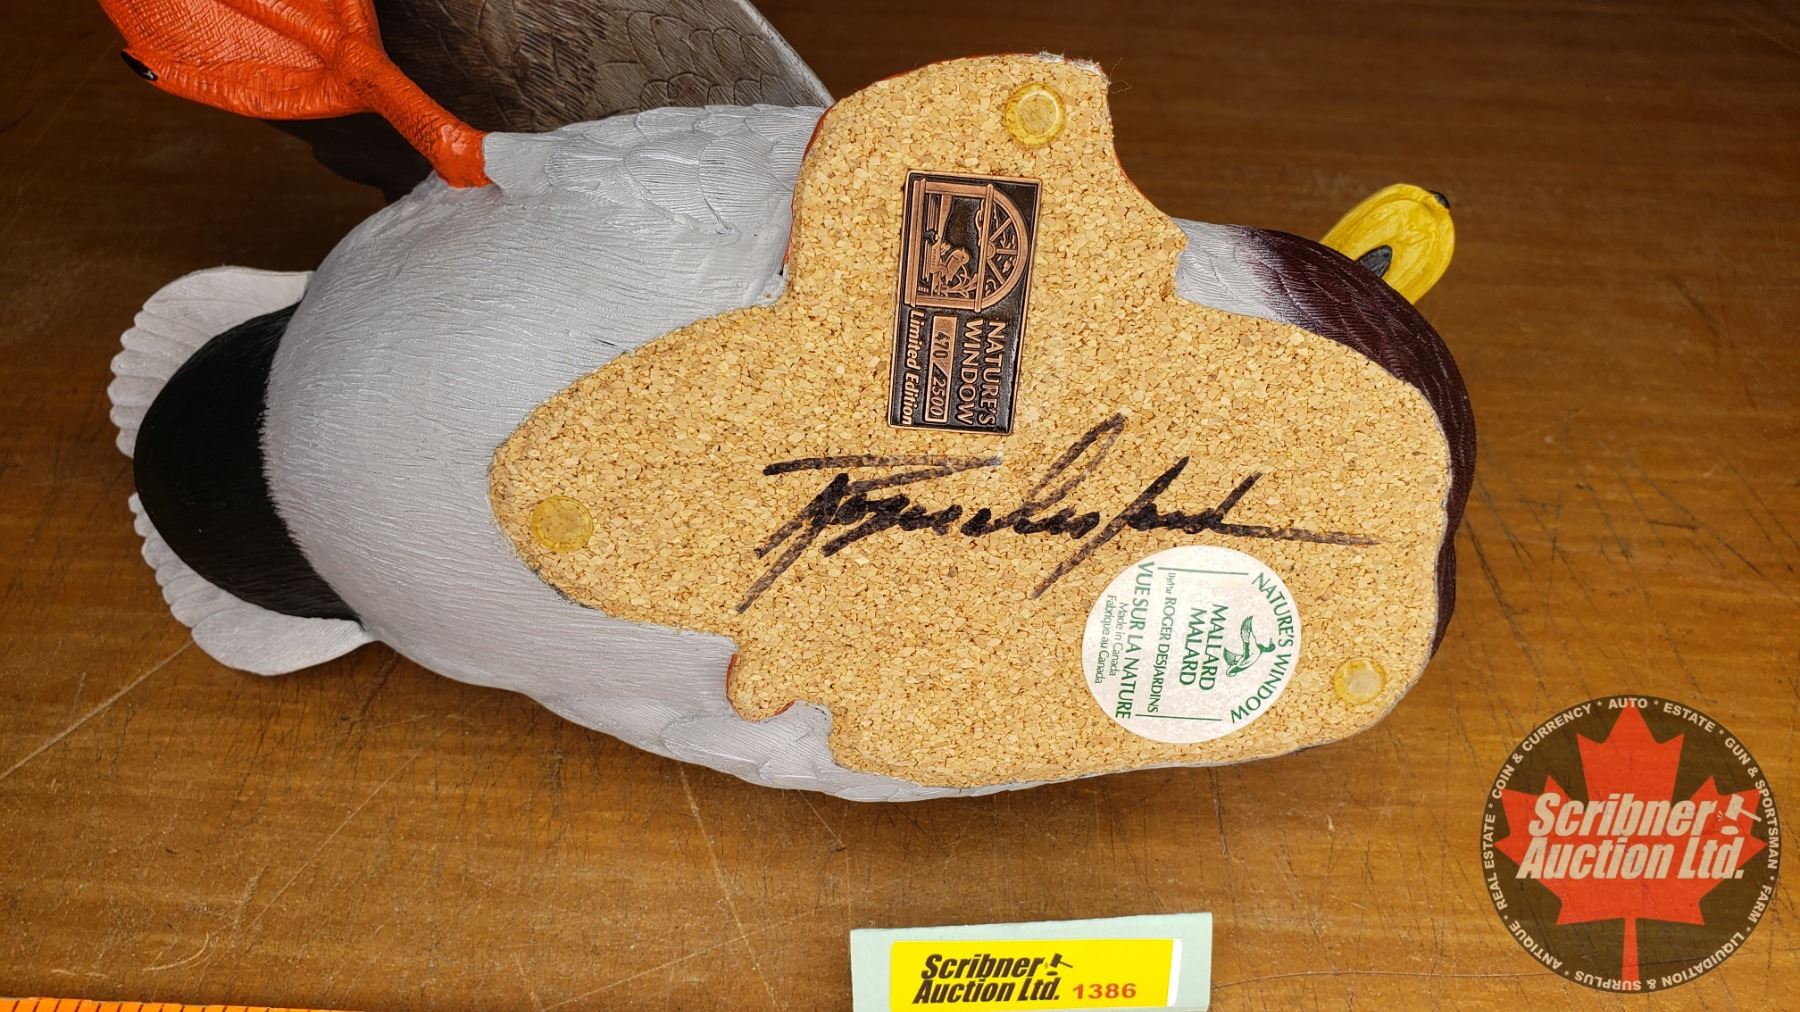 NATURE'S
WINDOW
470/2500
Limited Edition
NATURE'S WINDOW
MALLARD
MALARD
by/Par ROGER DESJARDINS
VUE SUR LA NATURE
Made in Canada
Fabriqué au Canada
Scribner
Auction Ltd. 1386
COIN & CURRENCY * AUTO * ESTATE * GUN & SPORTSMAN * FARM * LIQUIDATION & SURPLUS * ANTIQUE * REAL ESTATE *
Scribner
Auction Ltd.